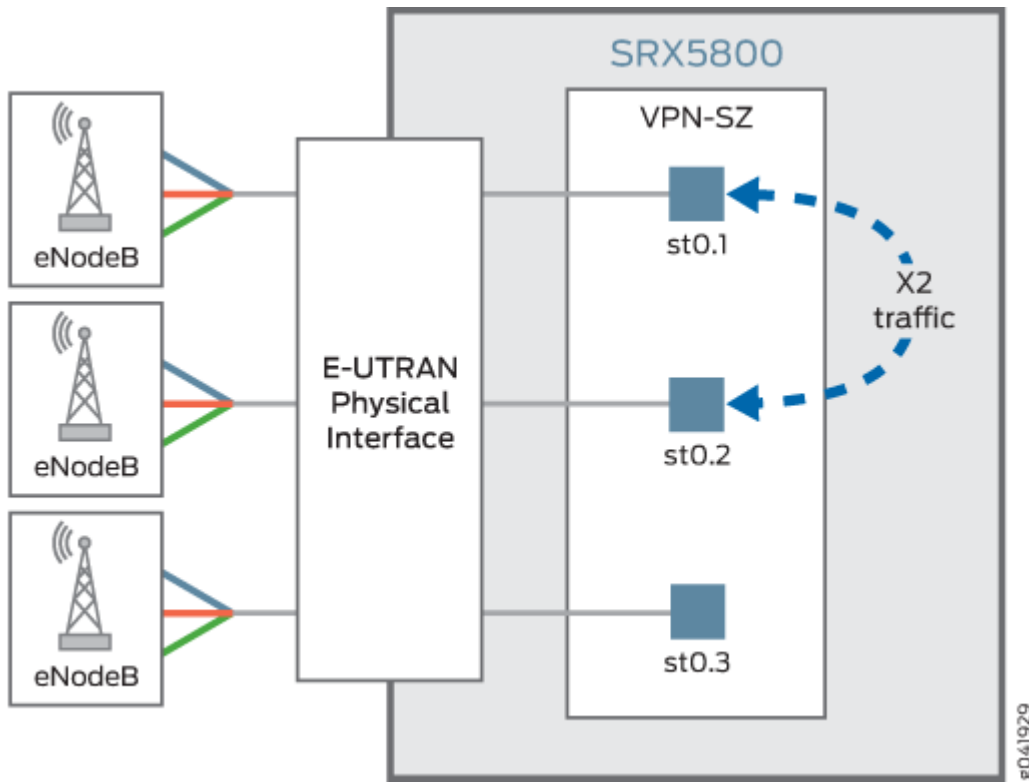 SRX5800
VPN-SZ
eNodeB
st0.1
X2
traffic
E-UTRAN
Physical
Interface
eNodeB
st0.2
eNodeB
st0.3
g041929